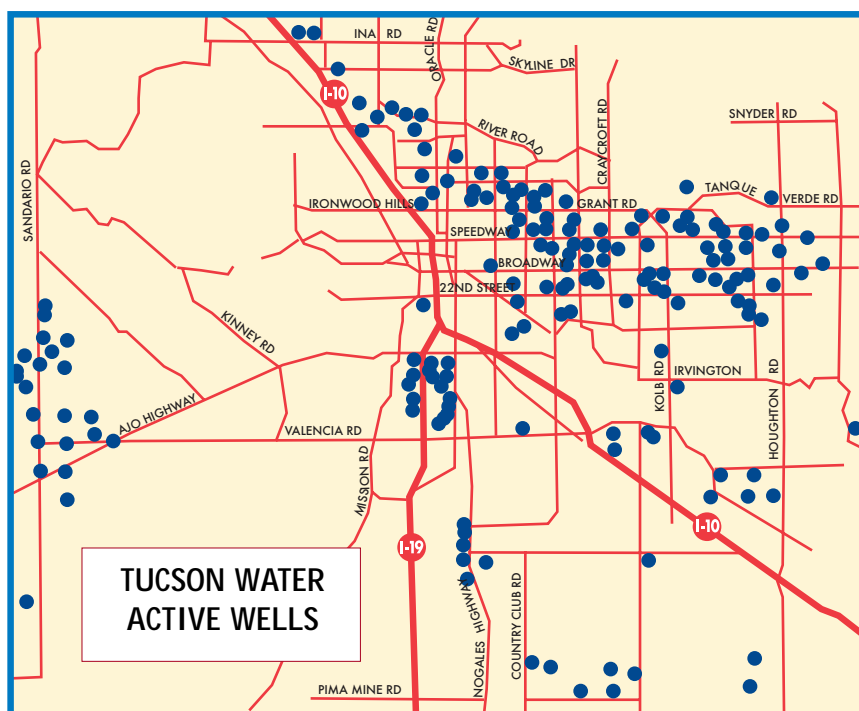 INA RD
ORACLE RD
SKYLINE DR
I-10
CRAYCROFT RD
SNYDER RD
RIVER ROAD
SANDARIO RD
TANQUE VERDE RD
IRONWOOD HILLS
GRANT RD
SPEEDWAY
BROADWAY
22ND STREET
KINNEY RD
IRVINGTON RD
KOLB RD
HOUGHTON RD
AJO HIGHWAY
VALENCIA RD
MISSION RD
I-10
I-19
TUCSON WATER
ACTIVE WELLS
NOGALES HIGHWAY
COUNTRY CLUB RD
PIMA MINE RD